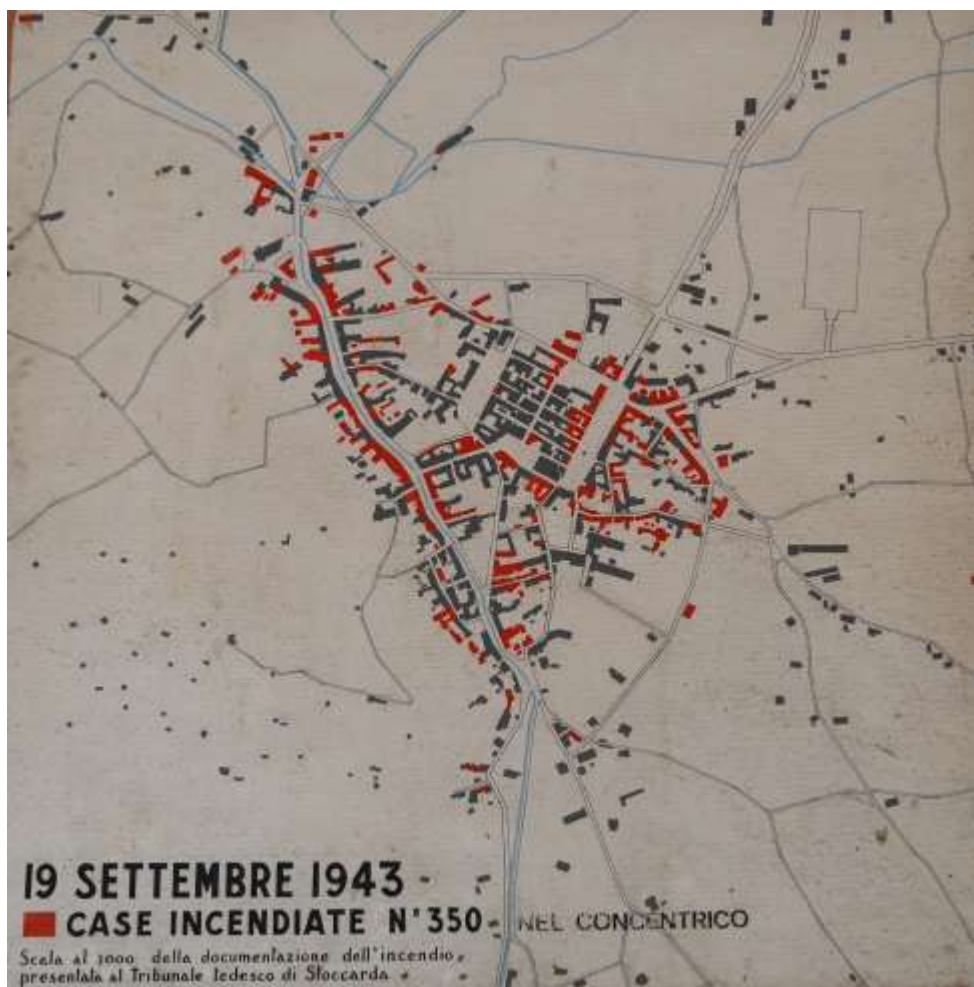 19 SETTEMBRE 1943
CASE INCENDIATE N° 350 NEL CONCENTRICO
Scala al 3000 della documentazione dell'incendio
presentata al Tribunale tedesco di Stoccarda